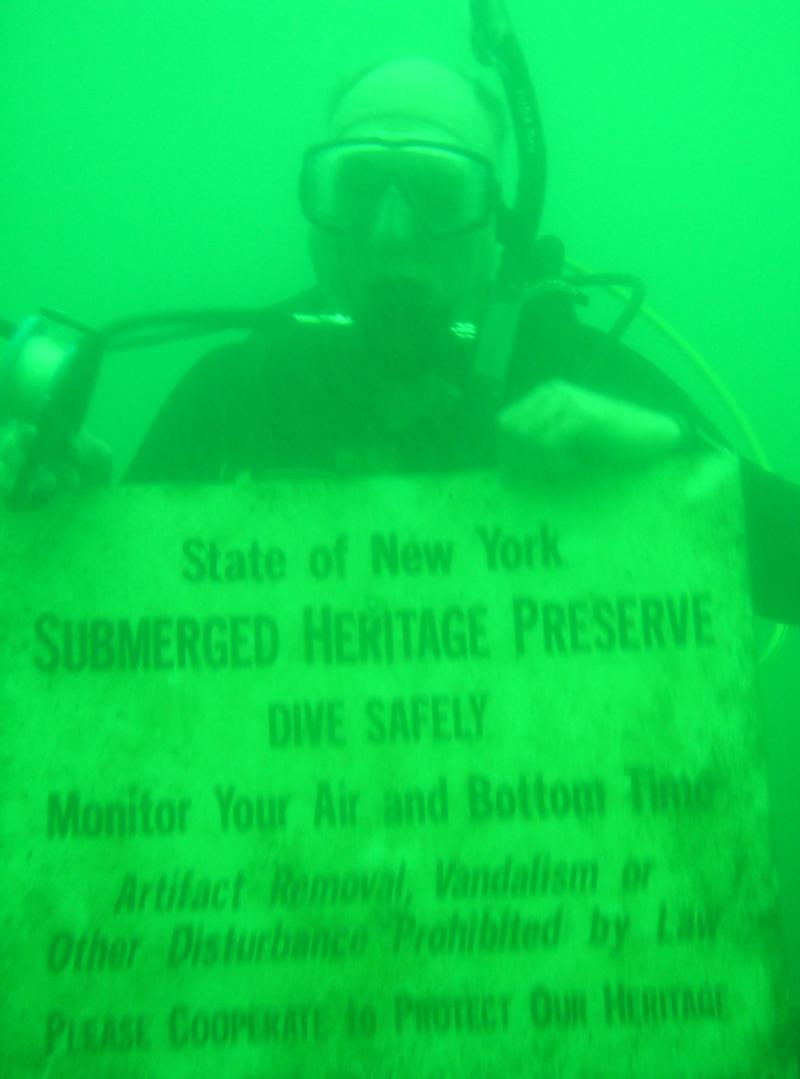 State of New York
SUBMERGED HERITAGE PRESERVE
DIVE SAFELY
Monitor Your Air and Bottom Time
Artifact Removal, Vandalism or
Other Disturbance Prohibited by Law
PLEASE COOPERATE to PROTECT OUR HERITAGE